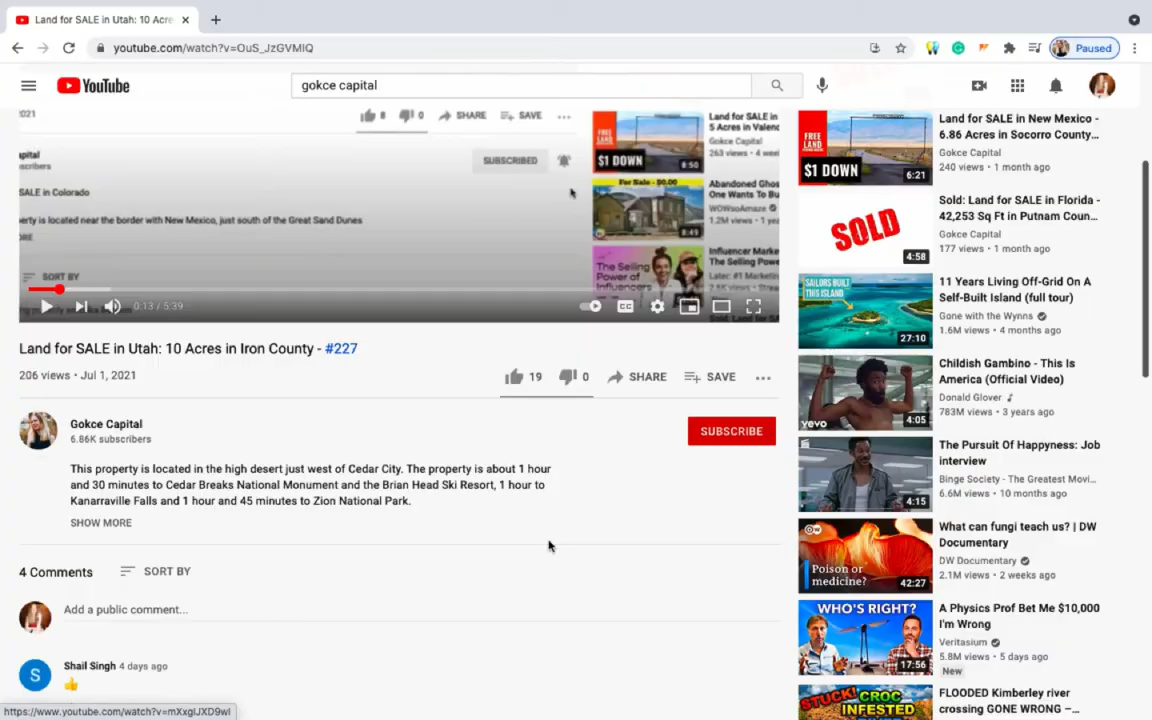 Land for SALE in Utah: 10 Acre
youtube.com/watch?v=OuS_JzGVMIQ
Paused
YouTube
gokce capital
2021
8
0
SHARE
SAVE
SUBSCRIBED
SALE in Colorado
erty is located near the border with New Mexico, just south of the Great Sand Dunes
SORT BY
FREE
LAND
$1 DOWN
8:50
Land for SALE in
5 Acres in Valenc
Gokce Capital
263 views • 4 wee
For Sale - $0.00
8:49
Abandoned Ghos
One Wants To Bu
WOWsoAmaze
1.2M views • 1 ye
The Selling
Power of
Influencers
Influencer Marke
The Selling Powe
Later: #1 Marketin
0:13 / 5:39
CC
Land for SALE in Utah: 10 Acres in Iron County - #227
206 views • Jul 1, 2021
19
0
SHARE
SAVE
Gokce Capital
6.86K subscribers
SUBSCRIBE
This property is located in the high desert just west of Cedar City. The property is about 1 hour
and 30 minutes to Cedar Breaks National Monument and the Brian Head Ski Resort, 1 hour to
Kanarraville Falls and 1 hour and 45 minutes to Zion National Park.
SHOW MORE
4 Comments
SORT BY
Add a public comment...
S
Shail Singh 4 days ago
FREE
LAND
$1 DOWN
6:21
Land for SALE in New Mexico -
6.86 Acres in Socorro County...
Gokce Capital
240 views • 1 month ago
SOLD
4:58
Sold: Land for SALE in Florida -
42,253 Sq Ft in Putnam Coun...
Gokce Capital
177 views • 1 month ago
SAILORS BUILT
THIS ISLAND
27:10
11 Years Living Off-Grid On A
Self-Built Island (full tour)
Gone with the Wynns
1.6M views • 4 months ago
vevo
4:05
Childish Gambino - This Is
America (Official Video)
Donald Glover
783M views • 3 years ago
4:15
The Pursuit Of Happyness: Job
interview
Binge Society - The Greatest Movi...
6.6M views • 10 months ago
Poison or
medicine?
42:27
What can fungi teach us? | DW
Documentary
DW Documentary
2.1M views • 2 weeks ago
WHO'S RIGHT?
17:56
A Physics Prof Bet Me $10,000
I'm Wrong
Veritasium
5.8M views • 5 days ago
New
STUCK! CROC
INFESTED
FLOODED Kimberley river
crossing GONE WRONG –...
https://www.youtube.com/watch?v=mXxglJXD9wI